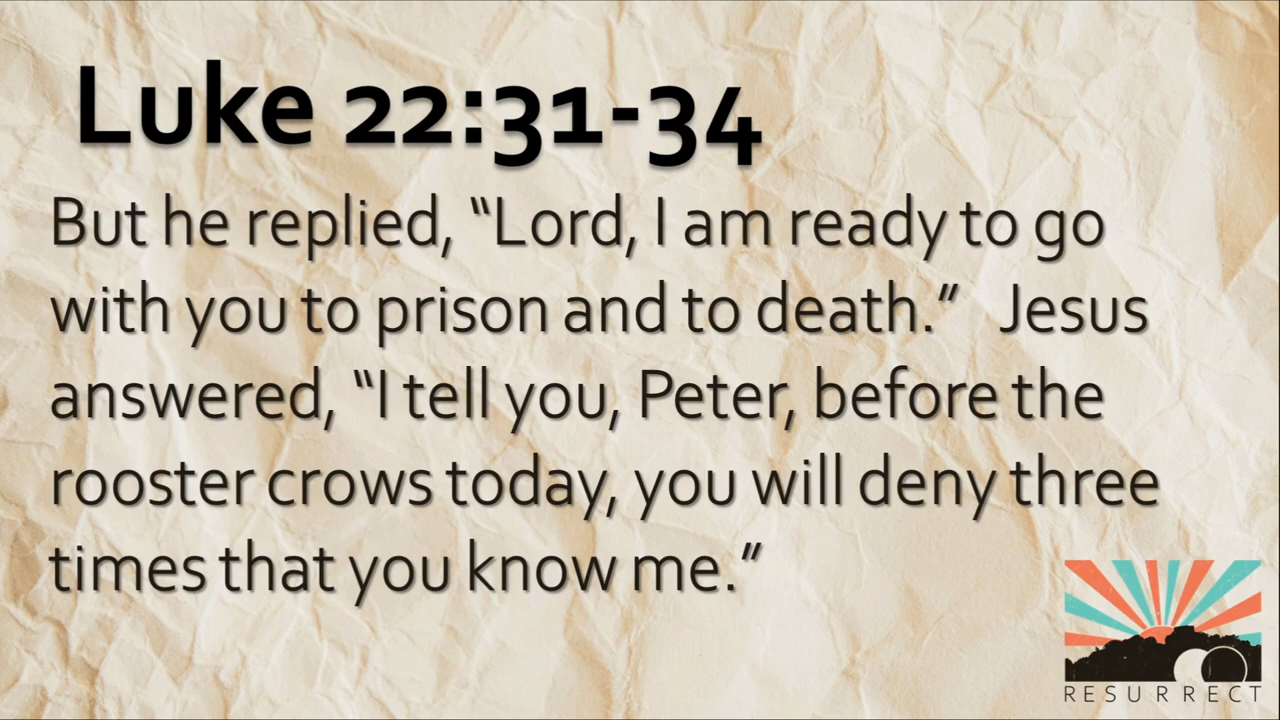 Luke 22:31-34
But he replied, “Lord, I am ready to go
with you to prison and to death.”   Jesus
answered, “I tell you, Peter, before the
rooster crows today, you will deny three
times that you know me.”
RESURRECT